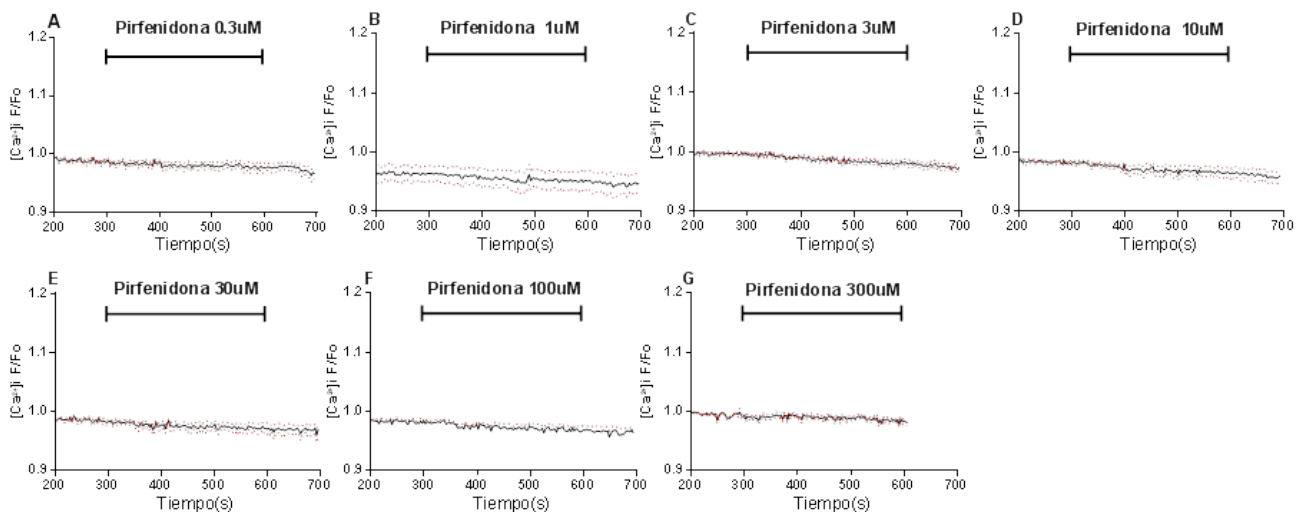 A
Pirfenidona 0.3uM
1.2
1.1
1.0
0.9
[Ca²⁺]i F/Fo
200 300 400 500 600 700
Tiempo(s)
B
Pirfenidona 1uM
1.2
1.1
1.0
0.9
[Ca²⁺]i F/Fo
200 300 400 500 600 700
Tiempo(s)
C
Pirfenidona 3uM
1.2
1.1
1.0
0.9
[Ca²⁺]i F/Fo
200 300 400 500 600 700
Tiempo(s)
D
Pirfenidona 10uM
1.2
1.1
1.0
0.9
[Ca²⁺]i F/Fo
200 300 400 500 600 700
Tiempo(s)
E
Pirfenidona 30uM
1.2
1.1
1.0
0.9
[Ca²⁺]i F/Fo
200 300 400 500 600 700
Tiempo(s)
F
Pirfenidona 100uM
1.2
1.1
1.0
0.9
[Ca²⁺]i F/Fo
200 300 400 500 600 700
Tiempo(s)
G
Pirfenidona 300uM
1.2
1.1
1.0
0.9
[Ca²⁺]i F/Fo
200 300 400 500 600 700
Tiempo(s)